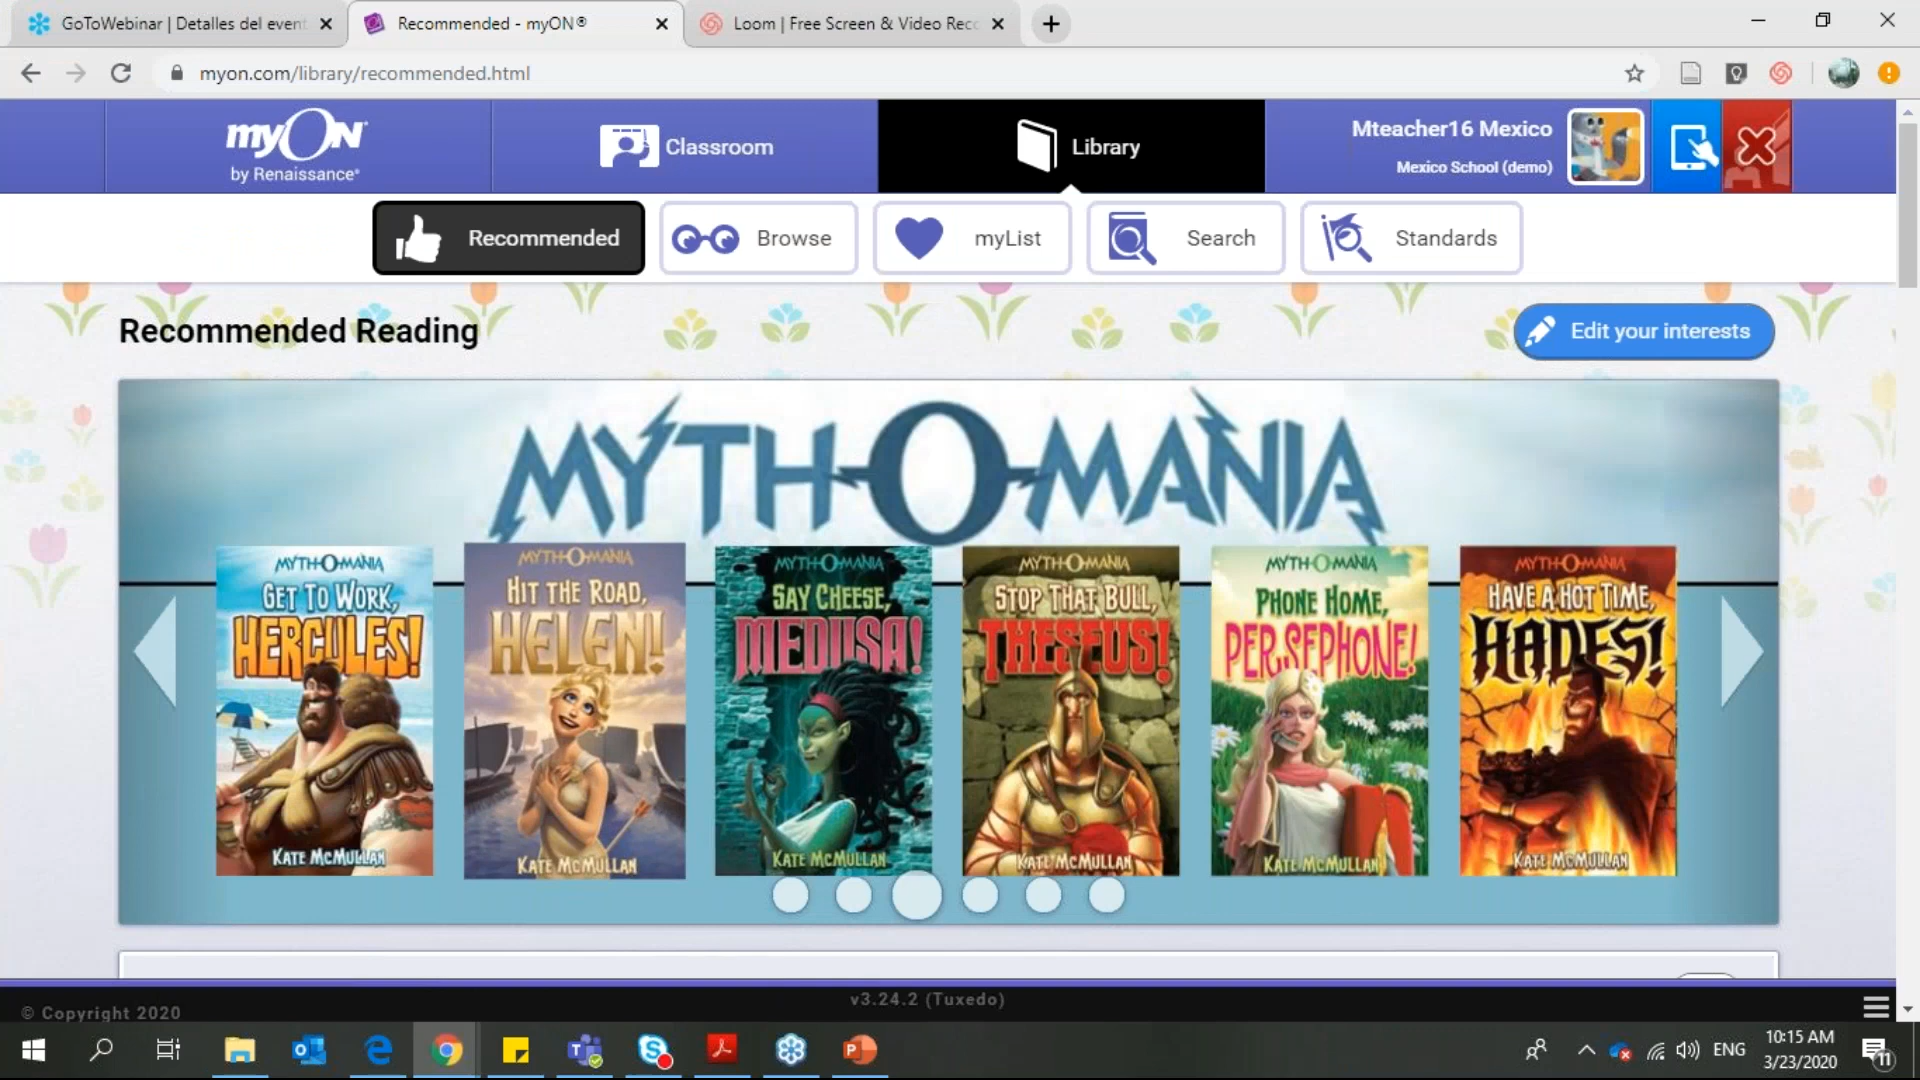 GoToWebinar | Detalles del event
Recommended - myON®
Loom | Free Screen & Video Reco
myon.com/library/recommended.html
myON
by Renaissance®
Classroom
Library
Mteacher16 Mexico
Mexico School (demo)
Recommended
Browse
myList
Search
Standards
Recommended Reading
Edit your interests
MYTH-O-MANIA
MYTH-O-MANIA
GET TO WORK,
HERCULES!
KATE MCMULLAN
MYTH-O-MANIA
HIT THE ROAD,
HELEN!
KATE MCMULLAN
MYTH-O-MANIA
SAY CHEESE,
MEDUSA!
KATE MCMULLAN
MYTH-O-MANIA
STOP THAT BULL,
THESEUS!
KATE MCMULLAN
MYTH-O-MANIA
PHONE HOME,
PERSEPHONE!
KATE MCMULLAN
MYTH-O-MANIA
HAVE A HOT TIME,
HADES!
KATE MCMULLAN
© Copyright 2020
v3.24.2 (Tuxedo)
ENG
10:15 AM
3/23/2020
11